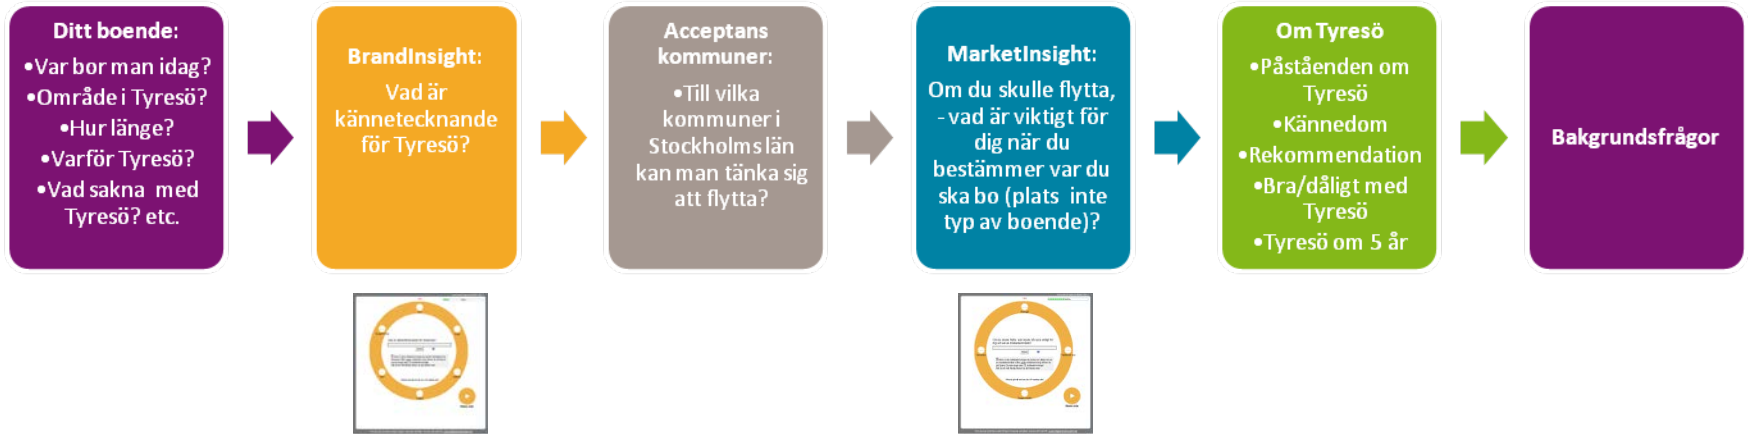 Ditt boende:
•Var bor man idag?
•Område i Tyresö?
•Hur länge?
•Varför Tyresö?
•Vad sakna med
Tyresö? etc.
BrandInsight:
Vad är
kännetecknande
för Tyresö?
Acceptans
kommuner:
•Till vilka
kommuner i
Stockholms län
kan man tänka sig
att flytta?
MarketInsight:
Om du skulle flytta,
- vad är viktigt för
dig när du
bestämmer var du
ska bo (plats inte
typ av boende)?
Om Tyresö
•Påståenden om
Tyresö
•Kännedom
•Rekommendation
•Bra/dåligt med
Tyresö
•Tyresö om 5 år
Bakgrundsfrågor